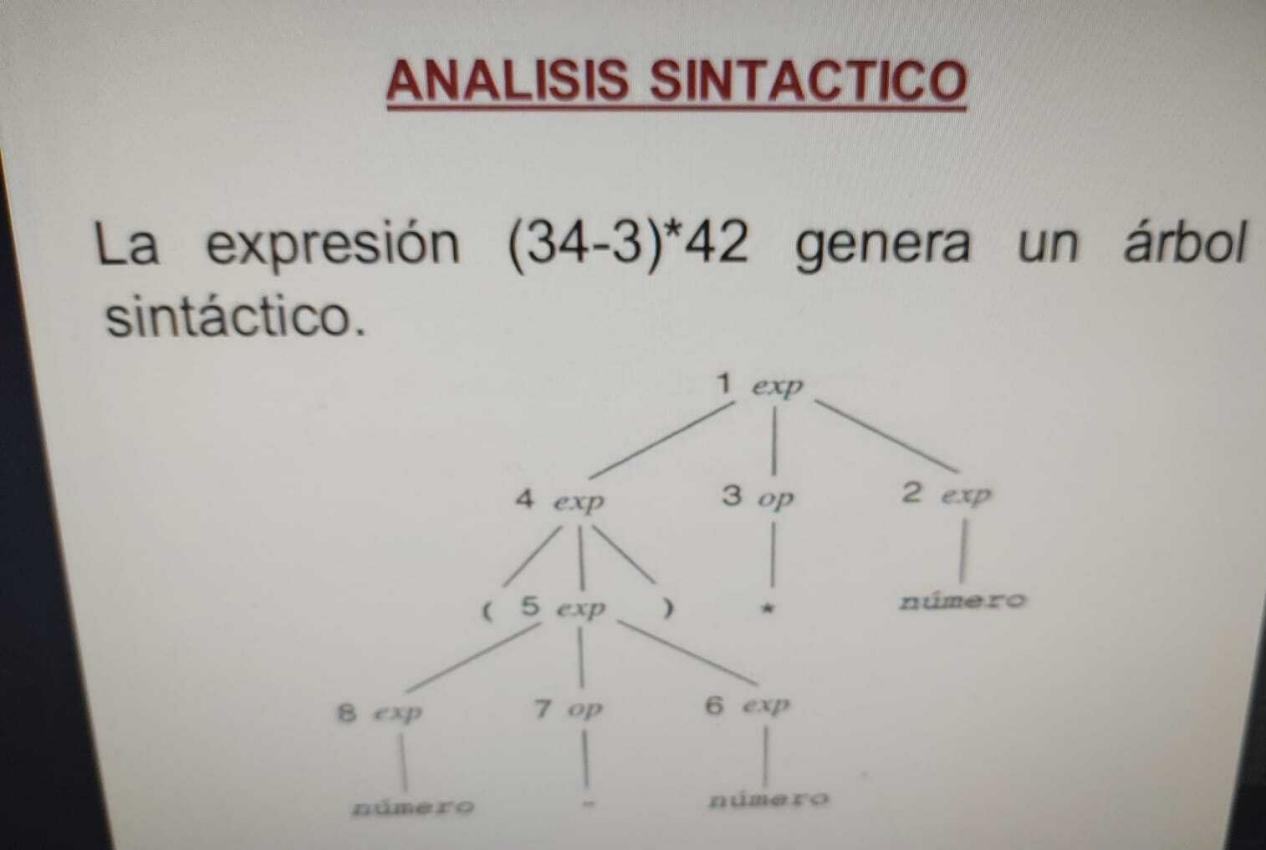 ANALISIS SINTACTICO
La expresión (34-3)*42 genera un árbol
sintáctico.
1 exp
4 exp 3 op 2 exp
( 5 exp ) * número
8 exp 7 op 6 exp
número - número